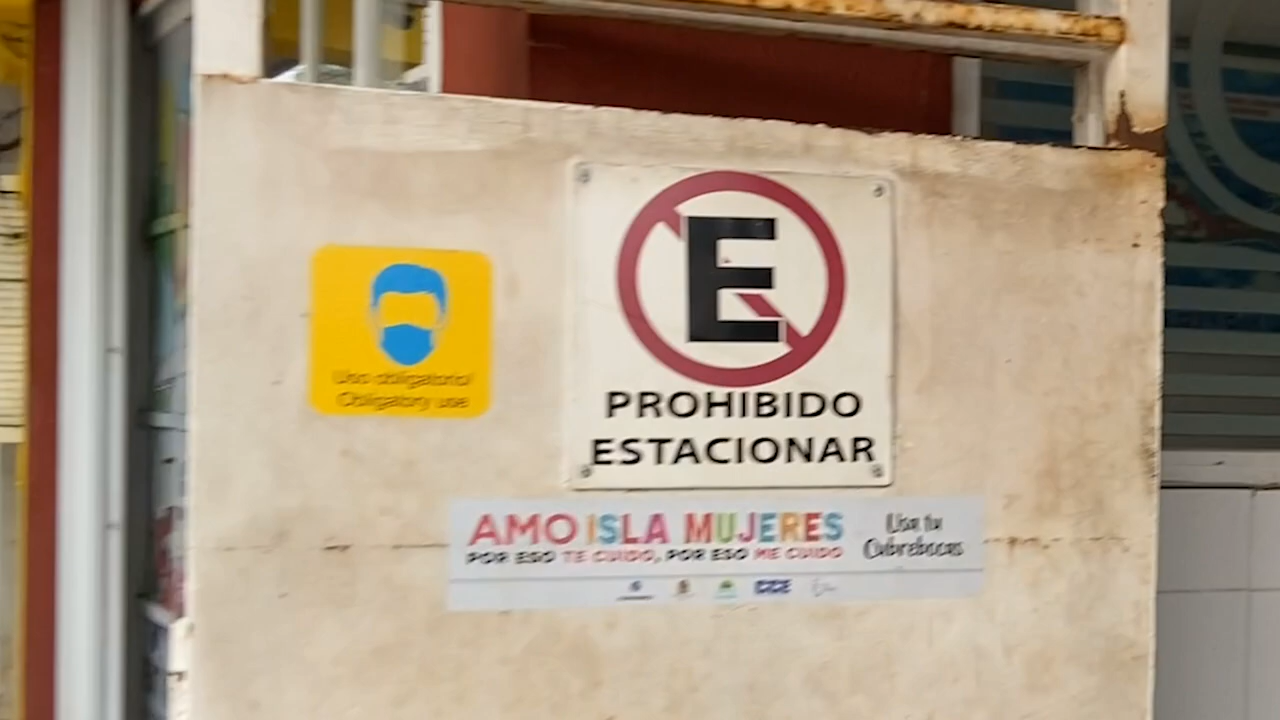 Uso obligatorio/
Obligatory use
E
PROHIBIDO
ESTACIONAR
AMO ISLA MUJERES
POR ESO TE CUIDO, POR ESO ME CUIDO
Usa tu
Cubrebocas
CCE